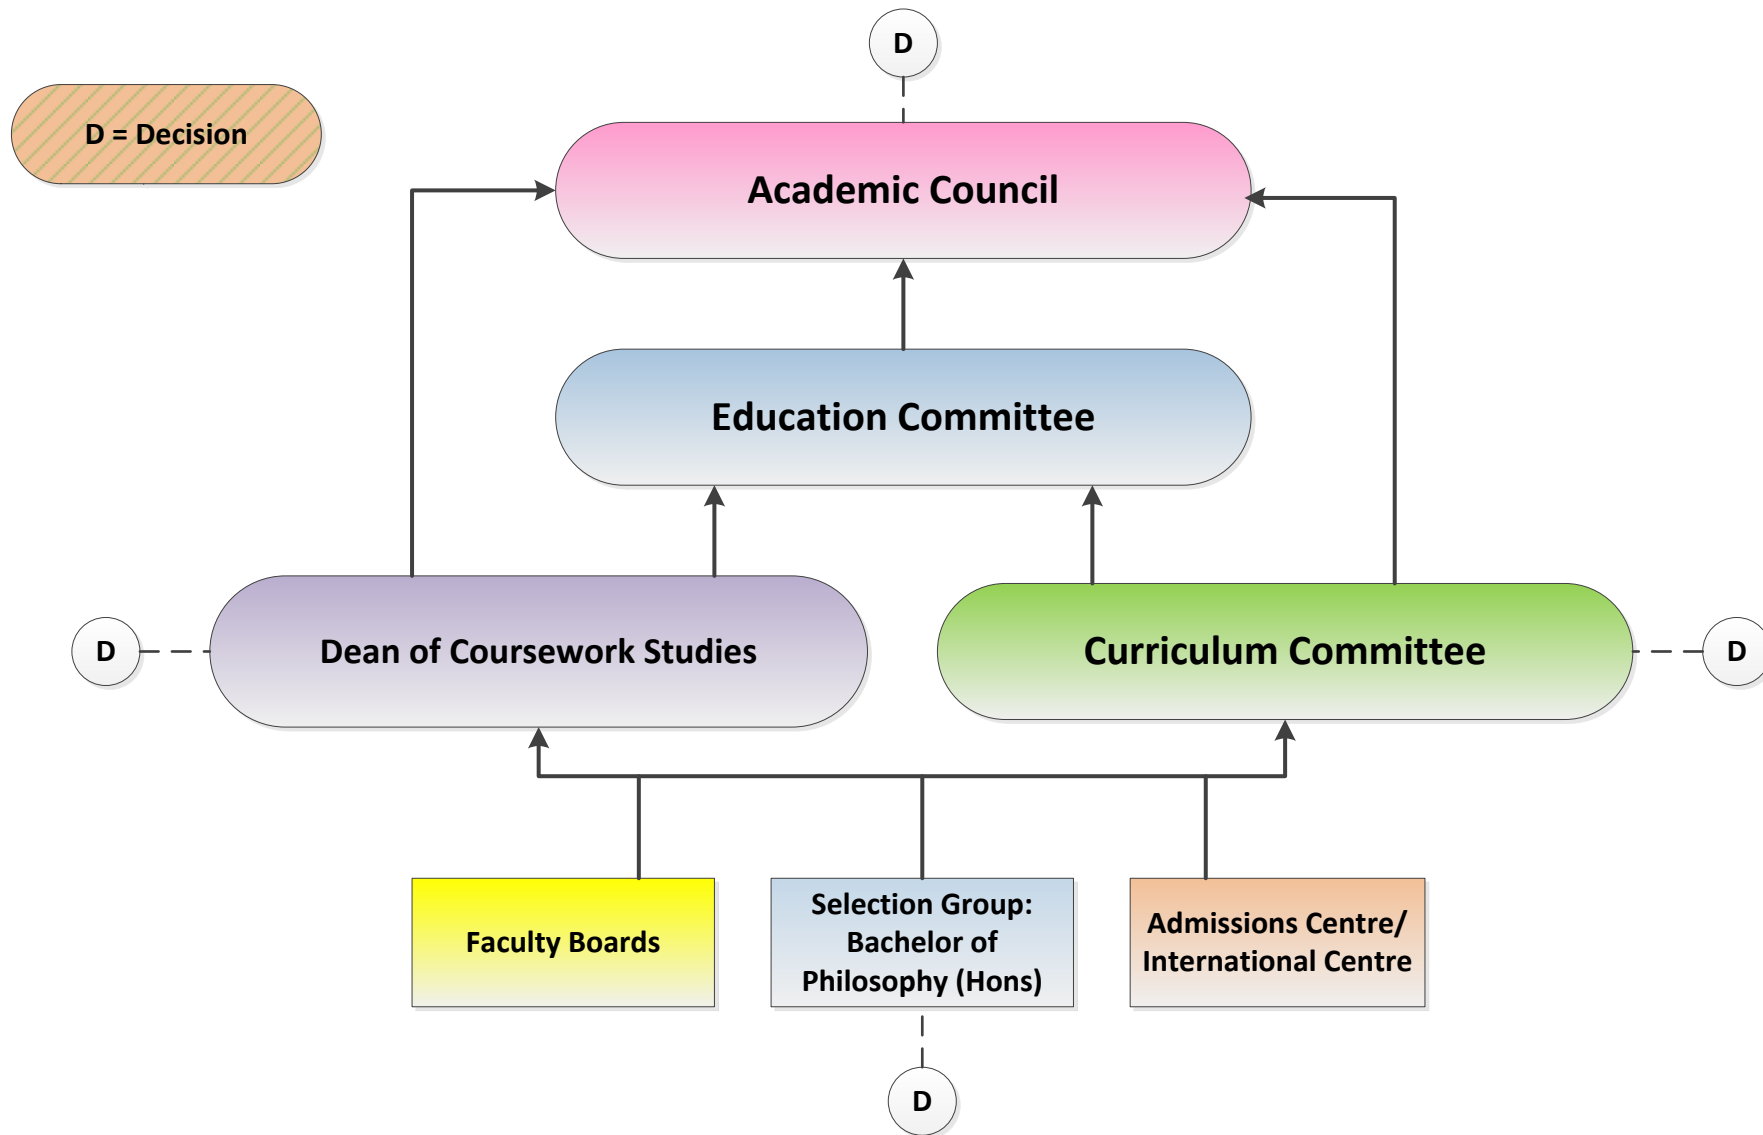 D
D = Decision
Academic Council
Education Committee
D
Dean of Coursework Studies
Curriculum Committee
D
Faculty Boards
Selection Group:
Bachelor of
Philosophy (Hons)
Admissions Centre/
International Centre
D